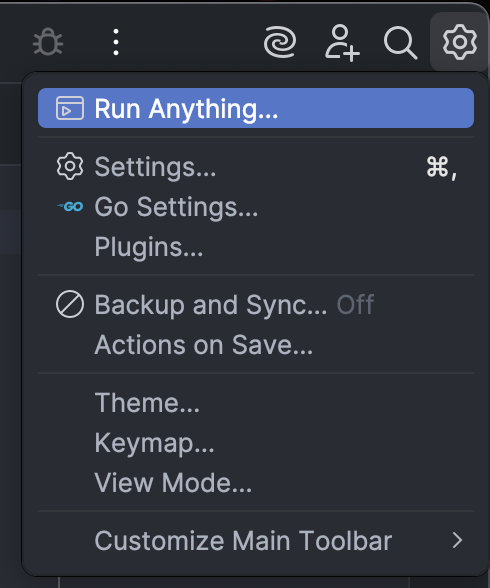 Run Anything...
Settings... ⌘,
GO Go Settings...
Plugins...
Backup and Sync... Off
Actions on Save...
Theme...
Keymap...
View Mode...
Customize Main Toolbar